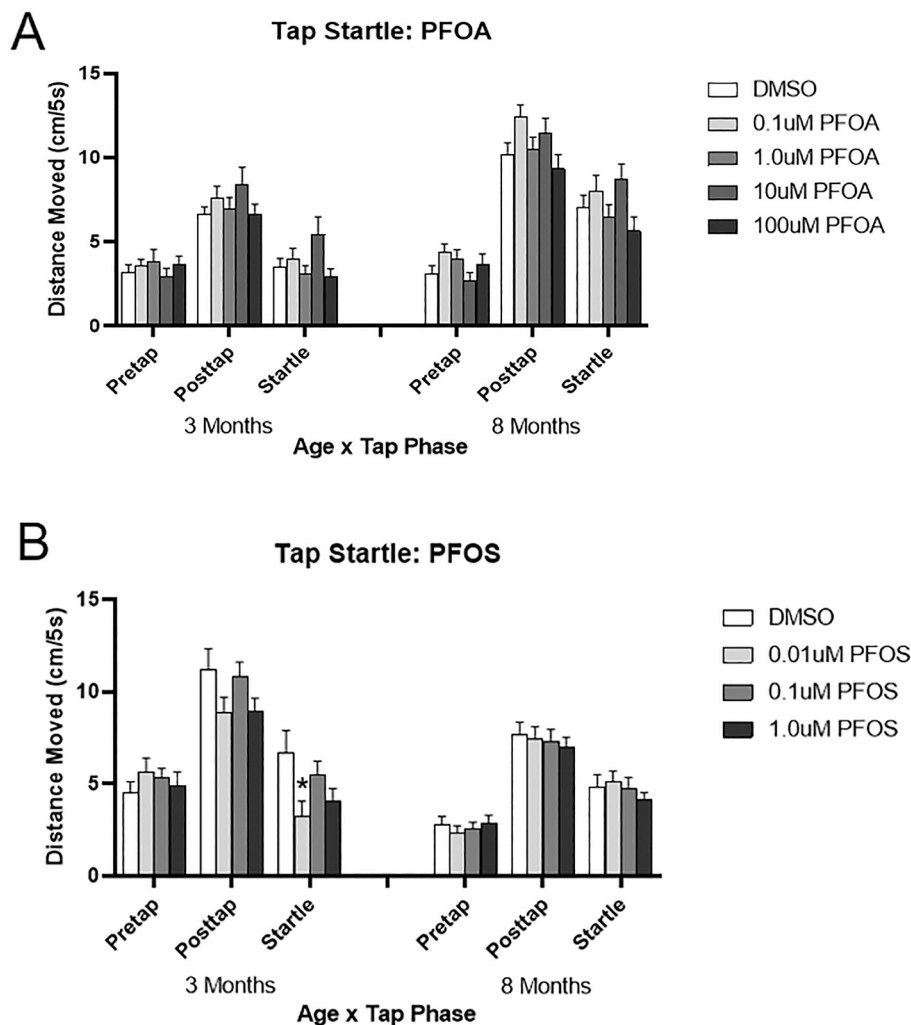 A
Tap Startle: PFOA
Distance Moved (cm/5s)
15
10
5
0
Pretap
Posttap
Startle
Pretap
Posttap
Startle
3 Months
8 Months
Age x Tap Phase
DMSO
0.1uM PFOA
1.0uM PFOA
10uM PFOA
100uM PFOA
B
Tap Startle: PFOS
Distance Moved (cm/5s)
15
10
5
0
*
Pretap
Posttap
Startle
Pretap
Posttap
Startle
3 Months
8 Months
Age x Tap Phase
DMSO
0.01uM PFOS
0.1uM PFOS
1.0uM PFOS